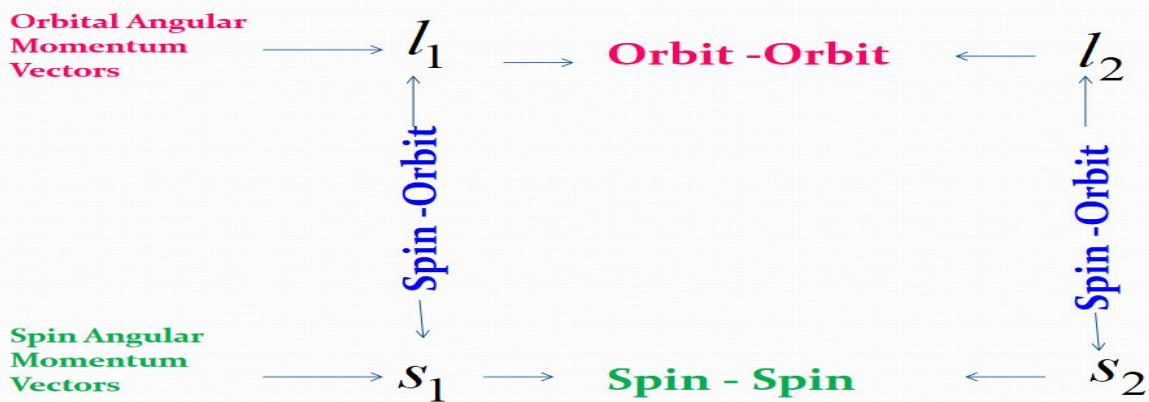 Orbital Angular
Momentum
Vectors
l₁
Orbit -Orbit
l₂
Spin -Orbit
Spin -Orbit
Spin Angular
Momentum
Vectors
s₁
Spin - Spin
s₂